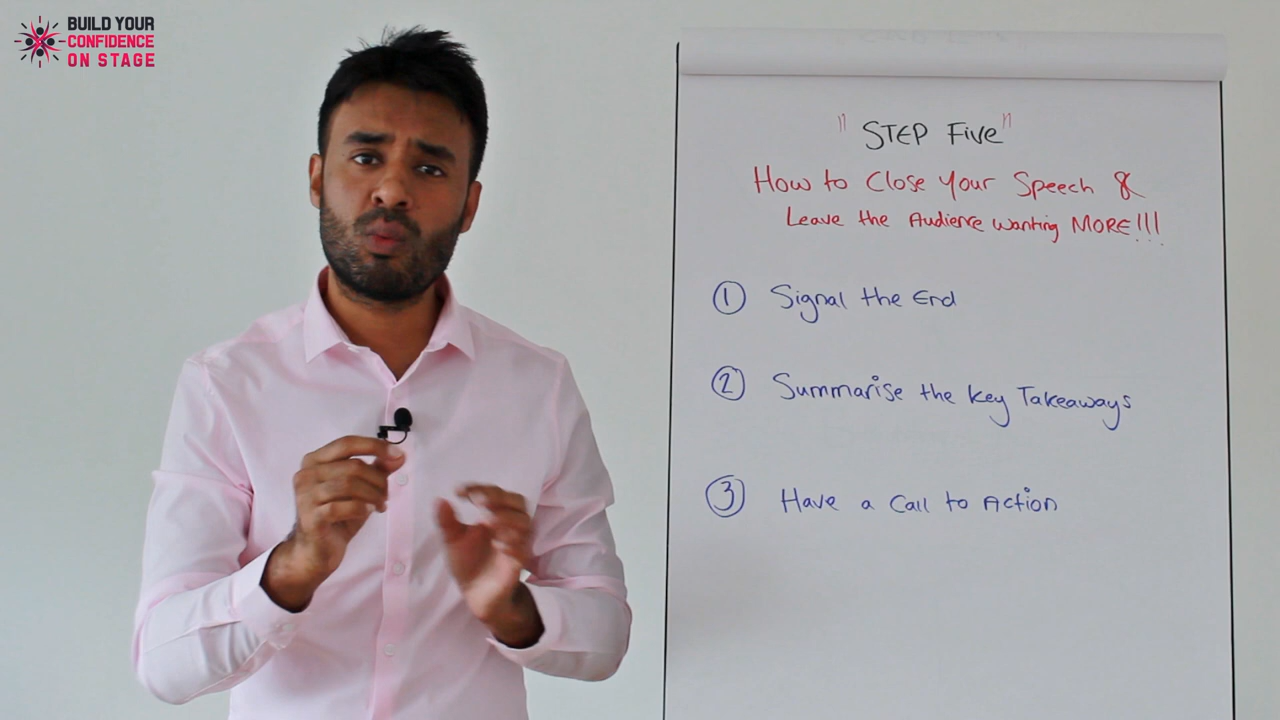 BUILD YOUR
CONFIDENCE
ON STAGE
"STEP Five"
How to Close Your Speech &
Leave the Audience wanting MORE!!!
① Signal the End
② Summarise the key Takeaways
③ Have a Call to Action